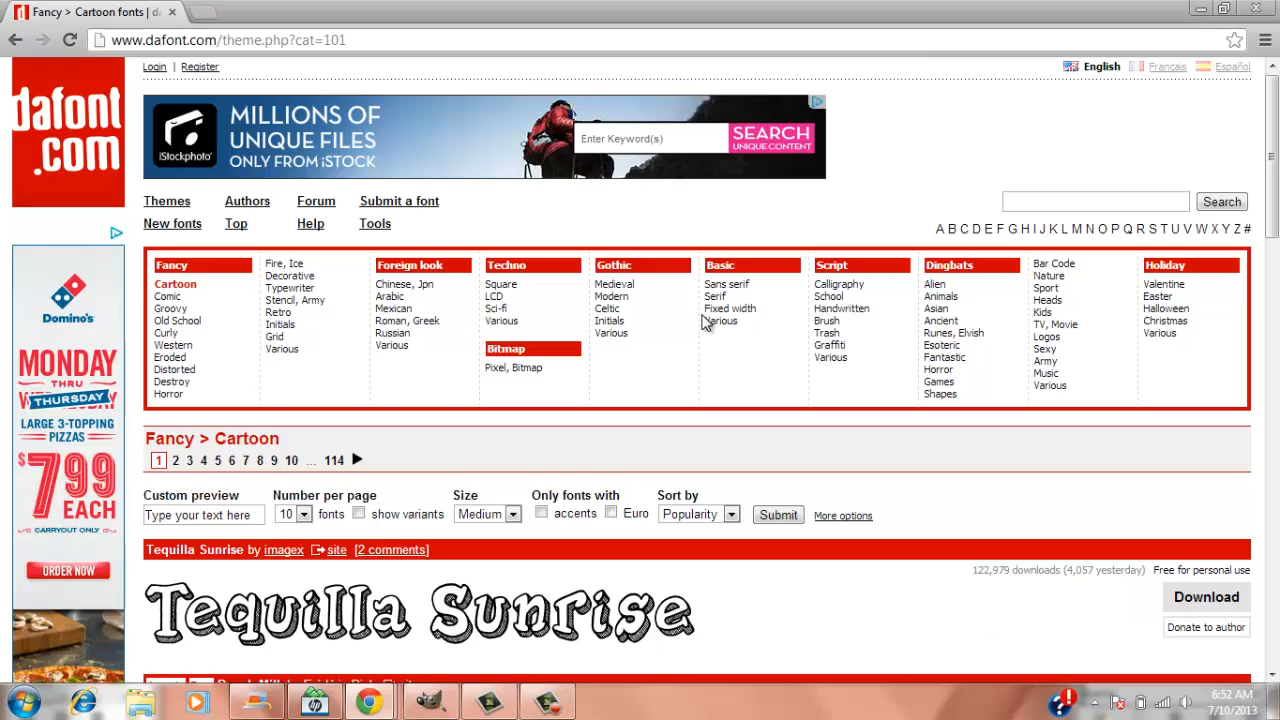 Fancy > Cartoon fonts | d
www.dafont.com/theme.php?cat=101
dafont
.com
Login | Register
English Français Español
MILLIONS OF
UNIQUE FILES
ONLY FROM iSTOCK
iStockphoto
Enter Keyword(s)
SEARCH
UNIQUE CONTENT
Themes Authors Forum Submit a font
New fonts Top Help Tools
Search
A B C D E F G H I J K L M N O P Q R S T U V W X Y Z #
Fancy
Cartoon
Comic
Groovy
Old School
Curly
Western
Eroded
Distorted
Destroy
Horror
Fire, Ice
Decorative
Typewriter
Stencil, Army
Retro
Initials
Grid
Various
Foreign look
Chinese, Jpn
Arabic
Mexican
Roman, Greek
Russian
Various
Techno
Square
LCD
Sci-fi
Various
Bitmap
Pixel, Bitmap
Gothic
Medieval
Modern
Celtic
Initials
Various
Basic
Sans serif
Serif
Fixed width
Various
Script
Calligraphy
School
Handwritten
Brush
Trash
Graffiti
Various
Dingbats
Alien
Animals
Asian
Ancient
Runes, Elvish
Esoteric
Fantastic
Horror
Games
Shapes
Bar Code
Nature
Sport
Heads
Kids
TV, Movie
Logos
Sexy
Army
Music
Various
Holiday
Valentine
Easter
Halloween
Christmas
Various
Domino's
MONDAY
THRU
THURSDAY
LARGE 3-TOPPING
PIZZAS
$7.99
EACH
CARRYOUT ONLY
ORDER NOW
Fancy > Cartoon
1 2 3 4 5 6 7 8 9 10 ... 114
Custom preview Number per page Size Only fonts with Sort by
Type your text here 10 fonts show variants Medium accents Euro Popularity Submit More options
Tequilla Sunrise by imagex site [2 comments]
122,979 downloads (4,057 yesterday) Free for personal use
Tequilla Sunrise
Download
Donate to author
6:52 AM
7/10/2013